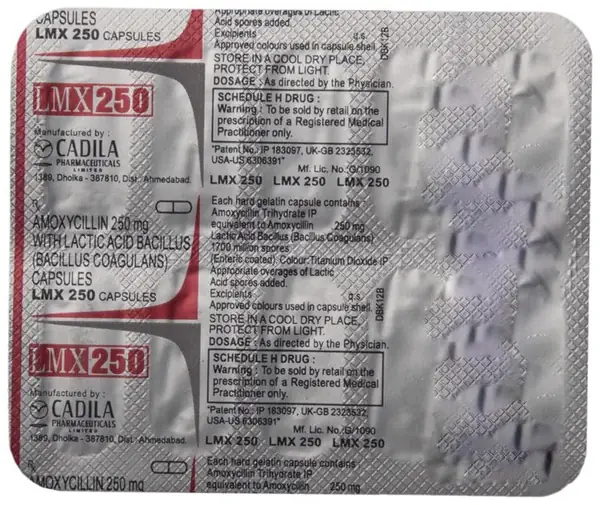 CAPSULES
LMX 250 CAPSULES
LMX250
Manufactured by :
CADILA
PHARMACEUTICALS
LIMITED
1389, Dholka - 387810, Dist. Ahmedabad.
Rx
AMOXYCILLIN 250 mg
WITH LACTIC ACID BACILLUS
(BACILLUS COAGULANS)
CAPSULES
LMX 250 CAPSULES
LMX250
Manufactured by :
CADILA
PHARMACEUTICALS
LIMITED
1389, Dholka - 387810, Dist. Ahmedabad.
Rx
AMOXYCILLIN 250 mg
Appropriate overages of Lactic
Acid spores added.
Excipients q.s.
Approved colours used in capsule shell.
STORE IN A COOL DRY PLACE,
PROTECT FROM LIGHT.
DOSAGE : As directed by the Physician.
SCHEDULE H DRUG :
Warning : To be sold by retail on the
prescription of a Registered Medical
Practitioner only.
"Patent No.: IP 183097, UK-GB 2323532,
USA-US 6306391"
Mf. Lic. No.:G/1090
LMX 250 LMX 250 LMX 250
Each hard gelatin capsule contains :
Amoxycillin Trihydrate IP
equivalent to Amoxycillin 250 mg
Lactic Acid Bacillus (Bacillus Coagulans)
1700 million spores
(Enteric coated) Colour:Titanium Dioxide IP
Appropriate overages of Lactic
Acid spores added.
Excipients q.s.
Approved colours used in capsule shell.
STORE IN A COOL DRY PLACE,
PROTECT FROM LIGHT.
DOSAGE : As directed by the Physician.
SCHEDULE H DRUG :
Warning : To be sold by retail on the
prescription of a Registered Medical
Practitioner only.
"Patent No.: IP 183097, UK-GB 2323532,
USA-US 6306391"
Mf. Lic. No.:G/1090
LMX 250 LMX 250 LMX 250
Each hard gelatin capsule contains
Amoxycillin Trihydrate IP
equivalent to Amoxycillin 250 mg
DBK12B
DBK12B